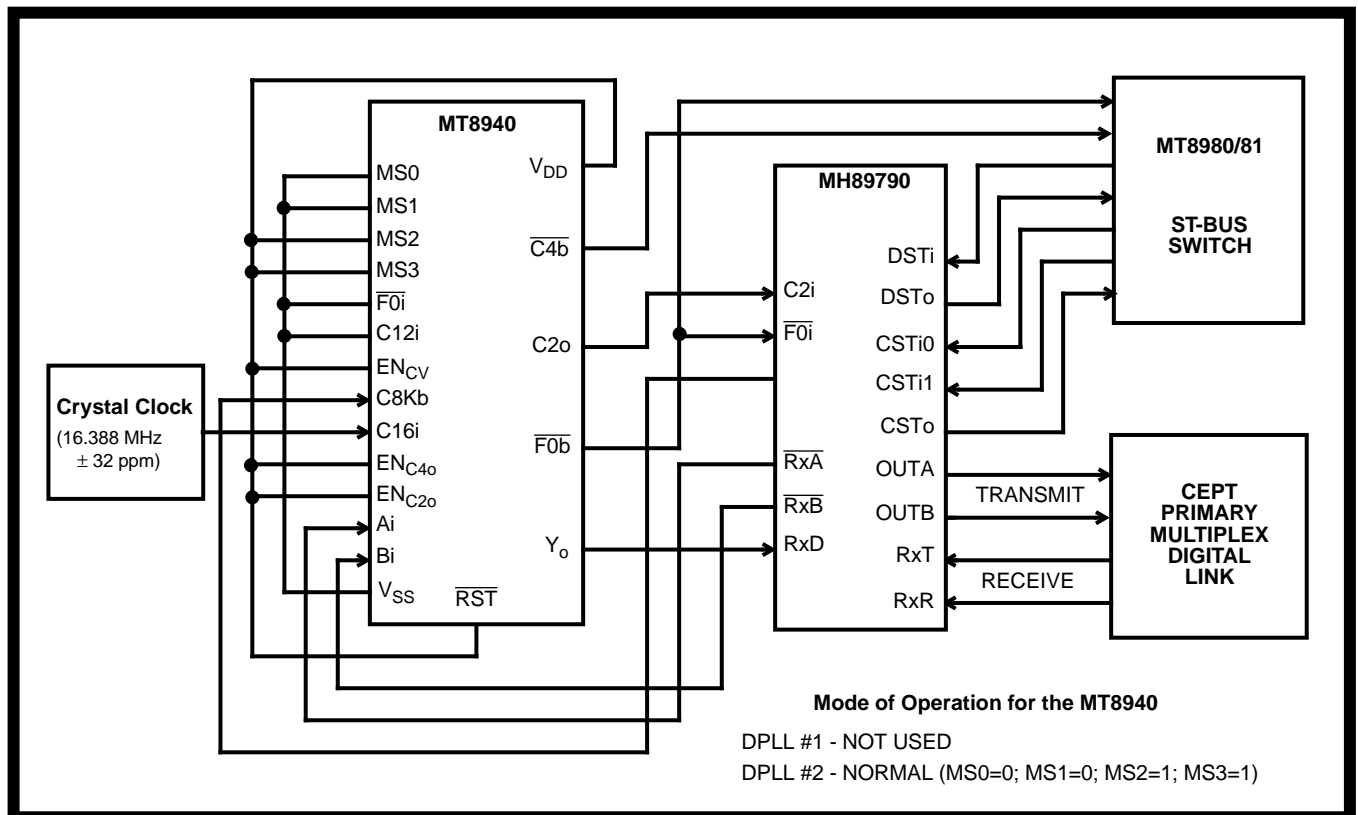 MT8940
MS0
MS1
MS2
MS3
F0i
C12i
ENCV
C8Kb
C16i
ENC4o
ENC2o
Ai
Bi
VSS
RST
VDD
C4b
C2o
F0b
Yo
Crystal Clock
(16.388 MHz
± 32 ppm)
MH89790
C2i
F0i
RxA
RxB
RxD
DSTi
DSTo
CSTi0
CSTi1
CSTo
OUTA
OUTB
RxT
RxR
TRANSMIT
RECEIVE
MT8980/81
ST-BUS
SWITCH
CEPT
PRIMARY
MULTIPLEX
DIGITAL
LINK
Mode of Operation for the MT8940
DPLL #1 - NOT USED
DPLL #2 - NORMAL (MS0=0; MS1=0; MS2=1; MS3=1)